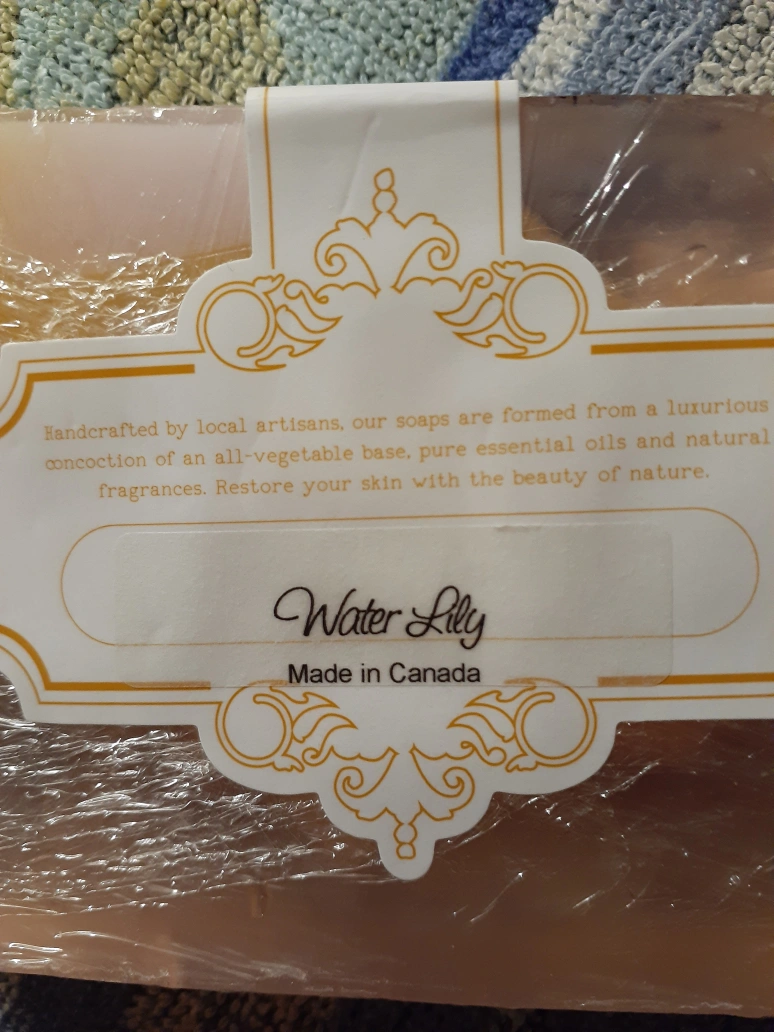 Handcrafted by local artisans, our soaps are formed from a luxurious
concoction of an all-vegetable base, pure essential oils and natural
fragrances. Restore your skin with the beauty of nature.
Water Lily
Made in Canada